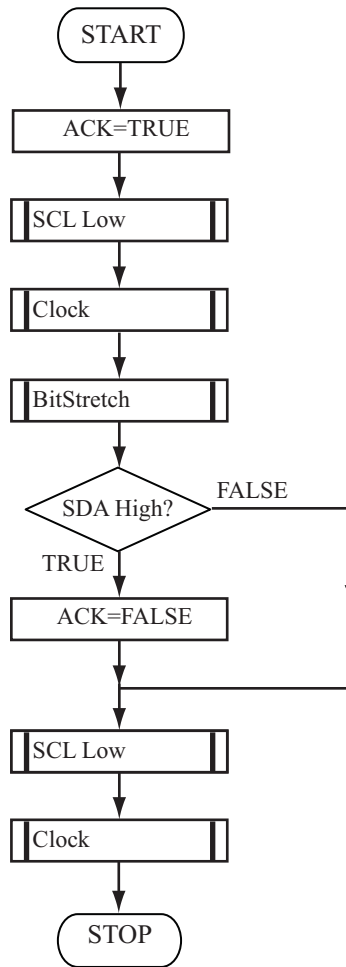 START
ACK=TRUE
SCL Low
Clock
BitStretch
SDA High?
FALSE
TRUE
ACK=FALSE
SCL Low
Clock
STOP